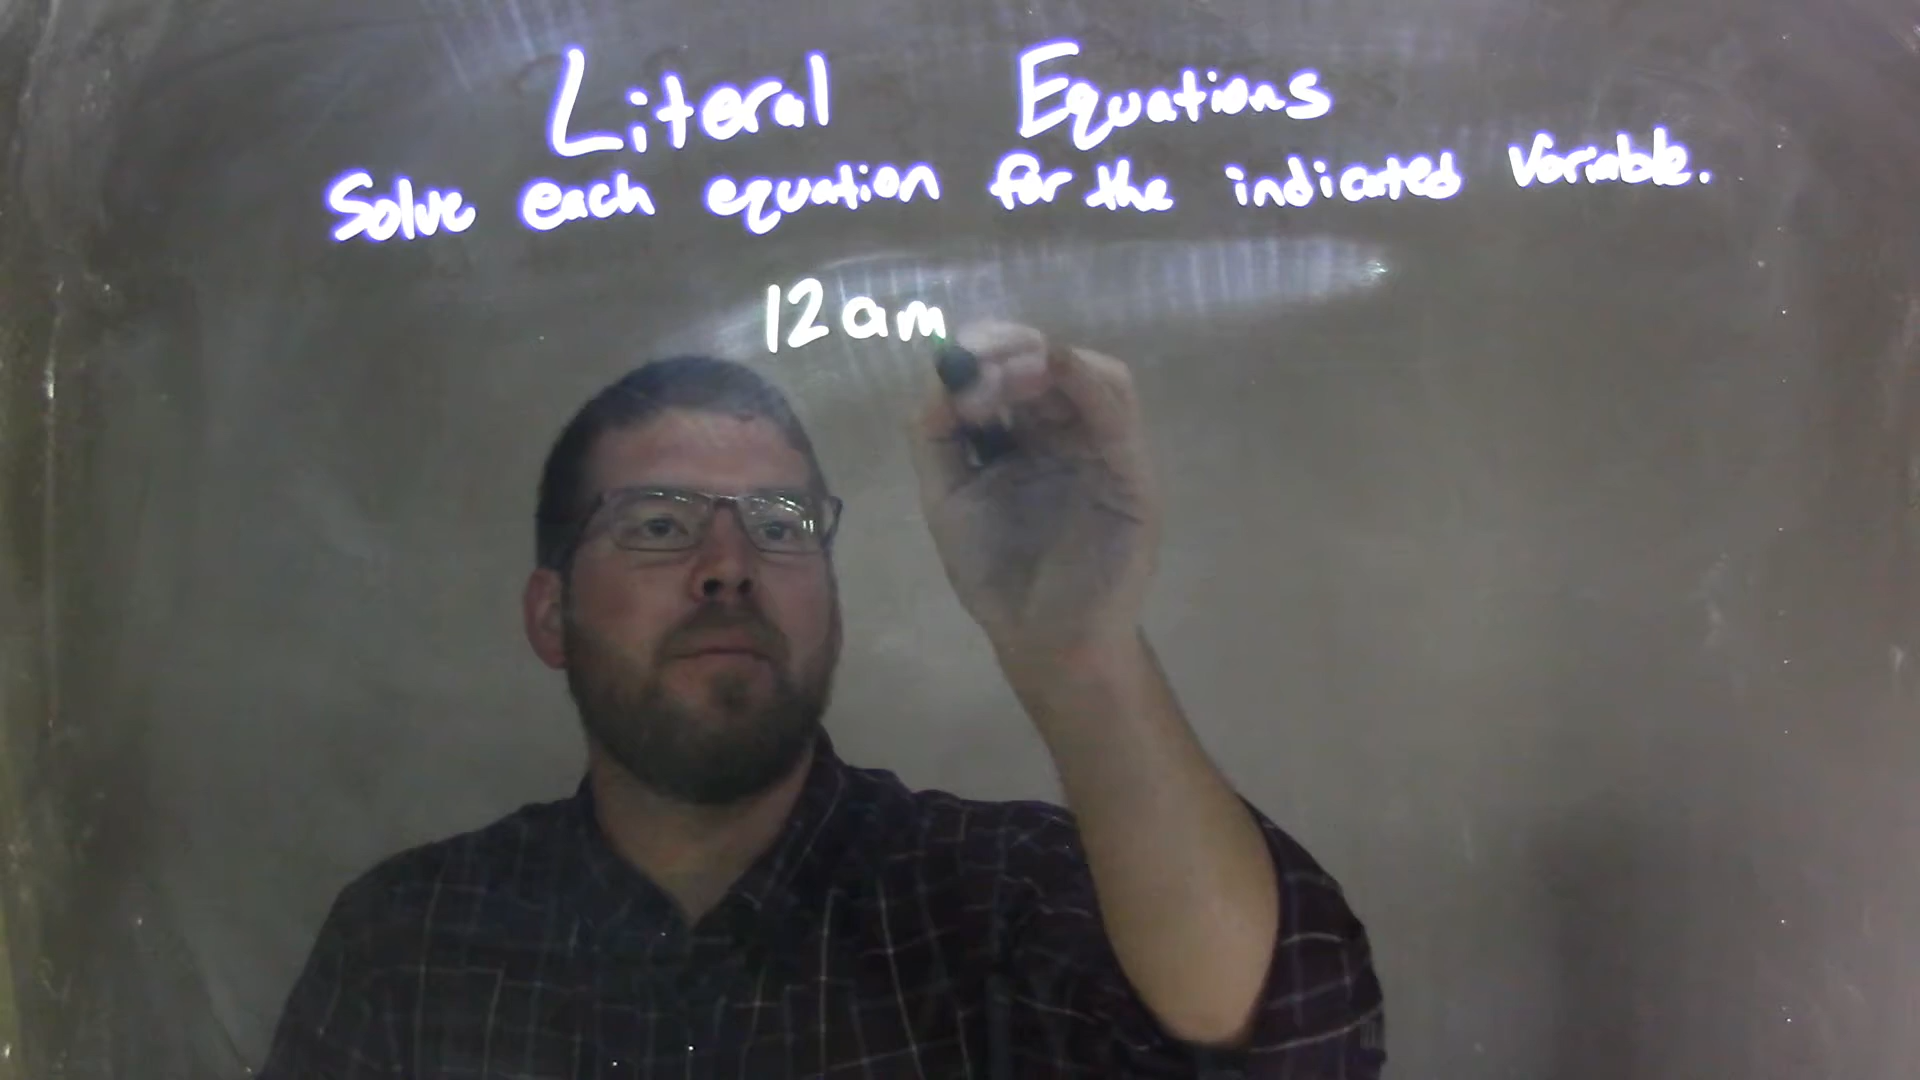 Literal Equations
Solve each equation for the indicated variable.
12am